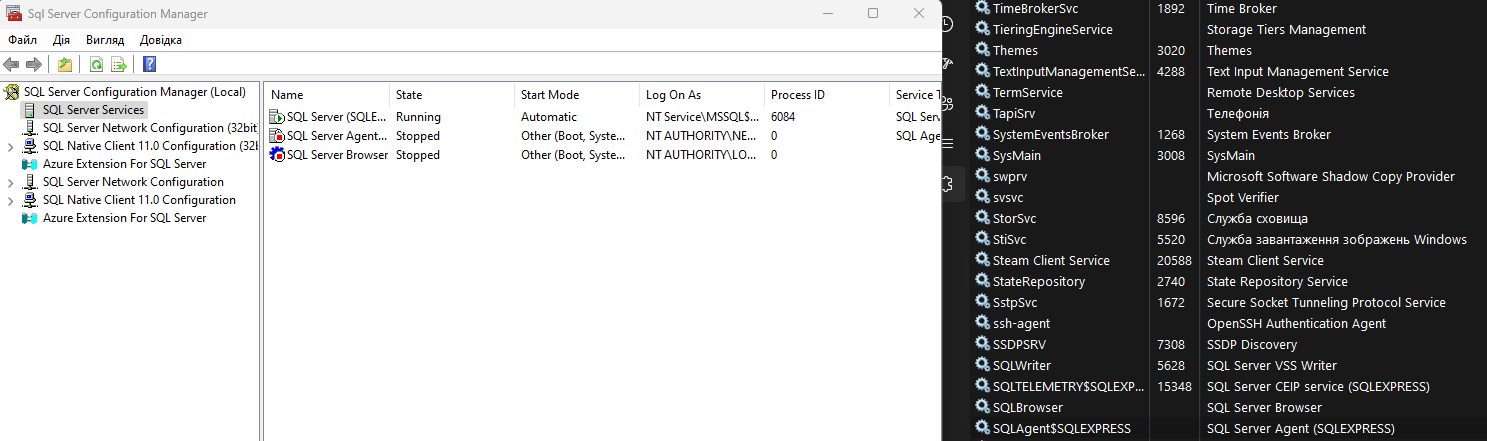 Sql Server Configuration Manager
Файл Дія Вигляд Довідка
SQL Server Configuration Manager (Local)
SQL Server Services
SQL Server Network Configuration (32bit)
SQL Native Client 11.0 Configuration (32b
Azure Extension For SQL Server
SQL Server Network Configuration
SQL Native Client 11.0 Configuration
Azure Extension For SQL Server
Name State Start Mode Log On As Process ID Service T
SQL Server (SQLE... Running Automatic NT Service\MSSQL$... 6084 SQL Serv
SQL Server Agent... Stopped Other (Boot, Syste... NT AUTHORITY\NE... 0 SQL Age
SQL Server Browser Stopped Other (Boot, Syste... NT AUTHORITY\LO... 0
TimeBrokerSvc 1892 Time Broker
TieringEngineService Storage Tiers Management
Themes 3020 Themes
TextInputManagementSe... 4288 Text Input Management Service
TermService Remote Desktop Services
TapiSrv Телефонія
SystemEventsBroker 1268 System Events Broker
SysMain 3008 SysMain
swprv Microsoft Software Shadow Copy Provider
svsvc Spot Verifier
StorSvc 8596 Служба сховища
StiSvc 5520 Служба завантаження зображень Windows
Steam Client Service 20588 Steam Client Service
StateRepository 2740 State Repository Service
SstpSvc 1672 Secure Socket Tunneling Protocol Service
ssh-agent OpenSSH Authentication Agent
SSDPSRV 7308 SSDP Discovery
SQLWriter 5628 SQL Server VSS Writer
SQLTELEMETRY$SQLEXP... 15348 SQL Server CEIP service (SQLEXPRESS)
SQLBrowser SQL Server Browser
SQLAgent$SQLEXPRESS SQL Server Agent (SQLEXPRESS)